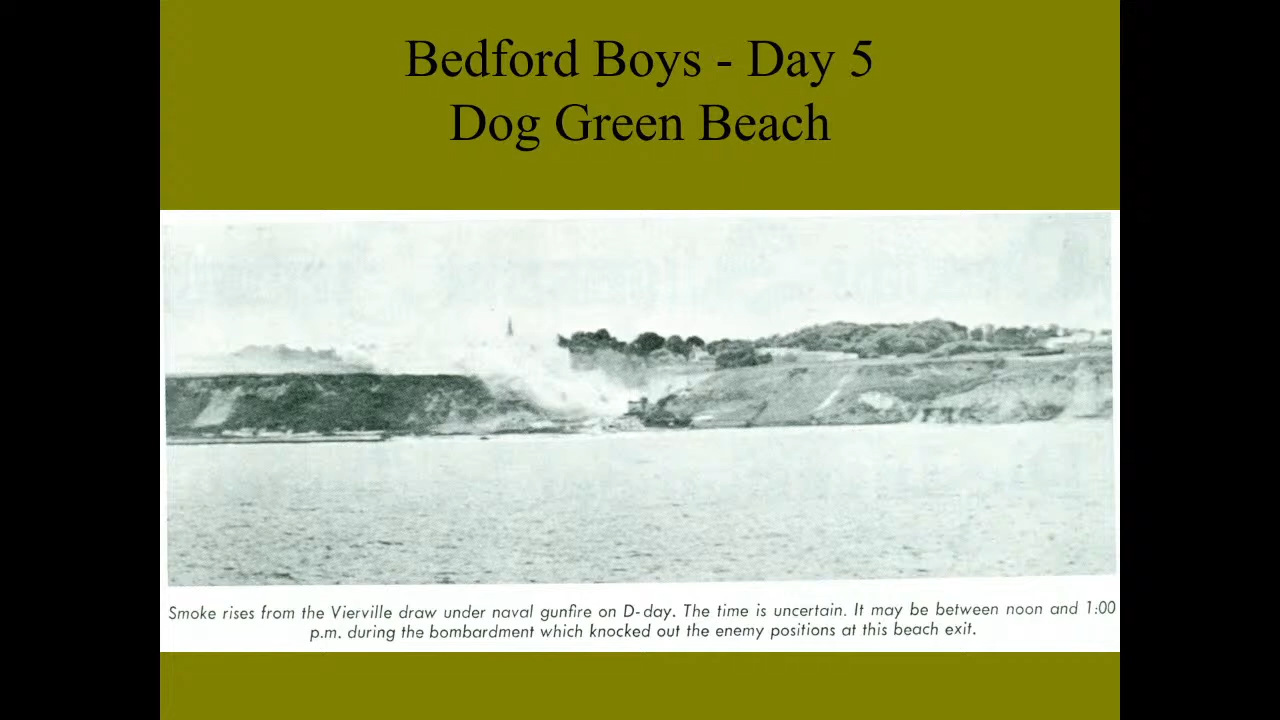 Bedford Boys - Day 5
Dog Green Beach
Smoke rises from the Vierville draw under naval gunfire on D-day. The time is uncertain. It may be between noon and 1:00
p.m. during the bombardment which knocked out the enemy positions at this beach exit.